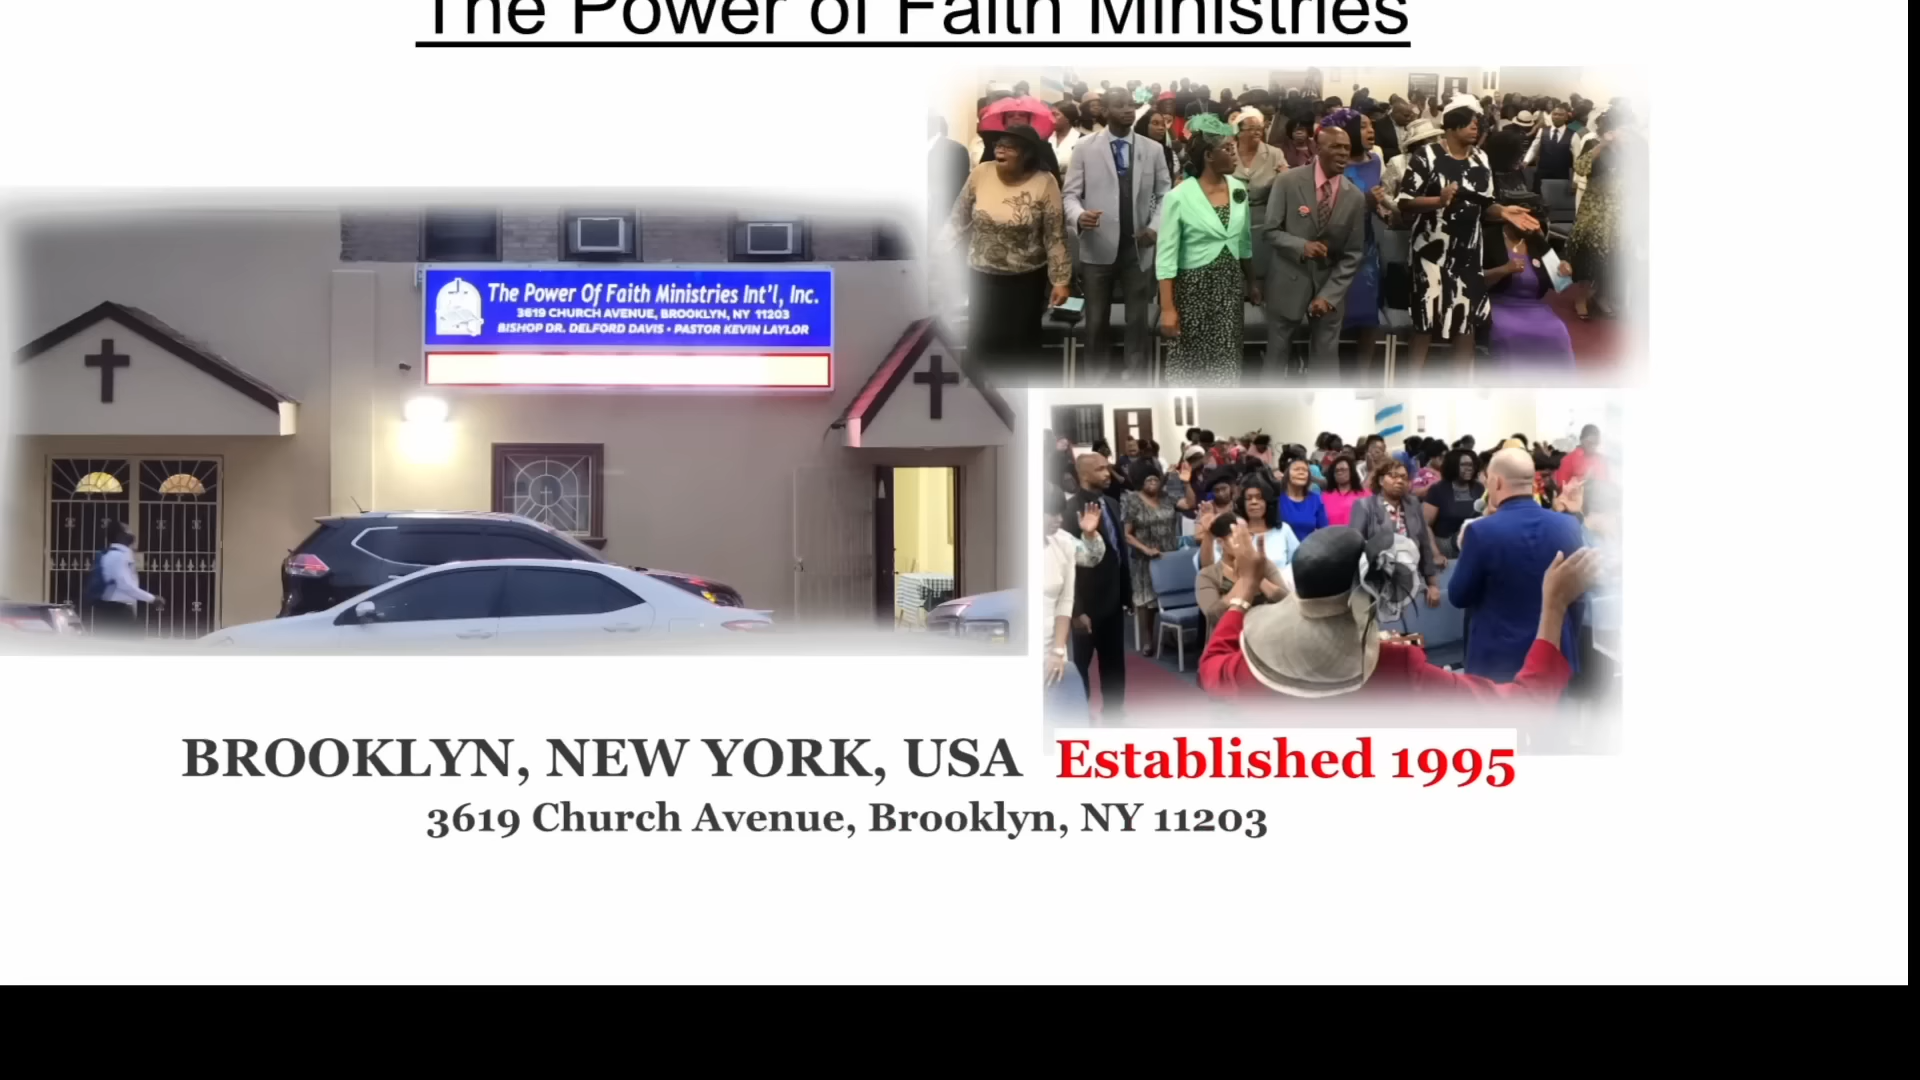 The Power of Faith Ministries
The Power Of Faith Ministries Int'l, Inc.
3619 CHURCH AVENUE, BROOKLYN, NY 11203
BISHOP DR. DELFORD DAVIS • PASTOR KEVIN LAYLOR
BROOKLYN, NEW YORK, USA Established 1995
3619 Church Avenue, Brooklyn, NY 11203